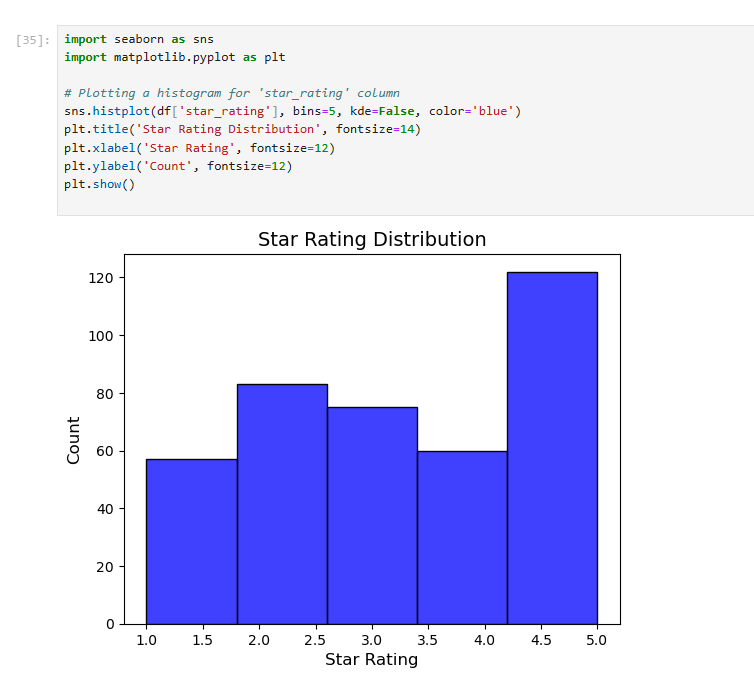 [35]:
import seaborn as sns
import matplotlib.pyplot as plt
# Plotting a histogram for 'star_rating' column
sns.histplot(df['star_rating'], bins=5, kde=False, color='blue')
plt.title('Star Rating Distribution', fontsize=14)
plt.xlabel('Star Rating', fontsize=12)
plt.ylabel('Count', fontsize=12)
plt.show()
Star Rating Distribution
120
100
80
60
40
20
0
Count
1.0 1.5 2.0 2.5 3.0 3.5 4.0 4.5 5.0
Star Rating